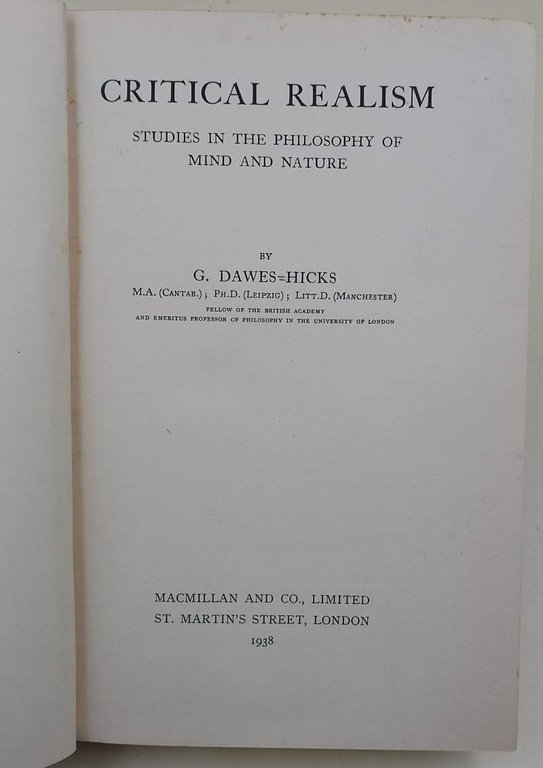 CRITICAL REALISM
STUDIES IN THE PHILOSOPHY OF
MIND AND NATURE
BY
G. DAWES=HICKS
M.A. (CANTAB.); PH.D. (LEIPZIG); LITT.D. (MANCHESTER)
FELLOW OF THE BRITISH ACADEMY
AND EMERITUS PROFESSOR OF PHILOSOPHY IN THE UNIVERSITY OF LONDON
MACMILLAN AND CO., LIMITED
ST. MARTIN'S STREET, LONDON
1938